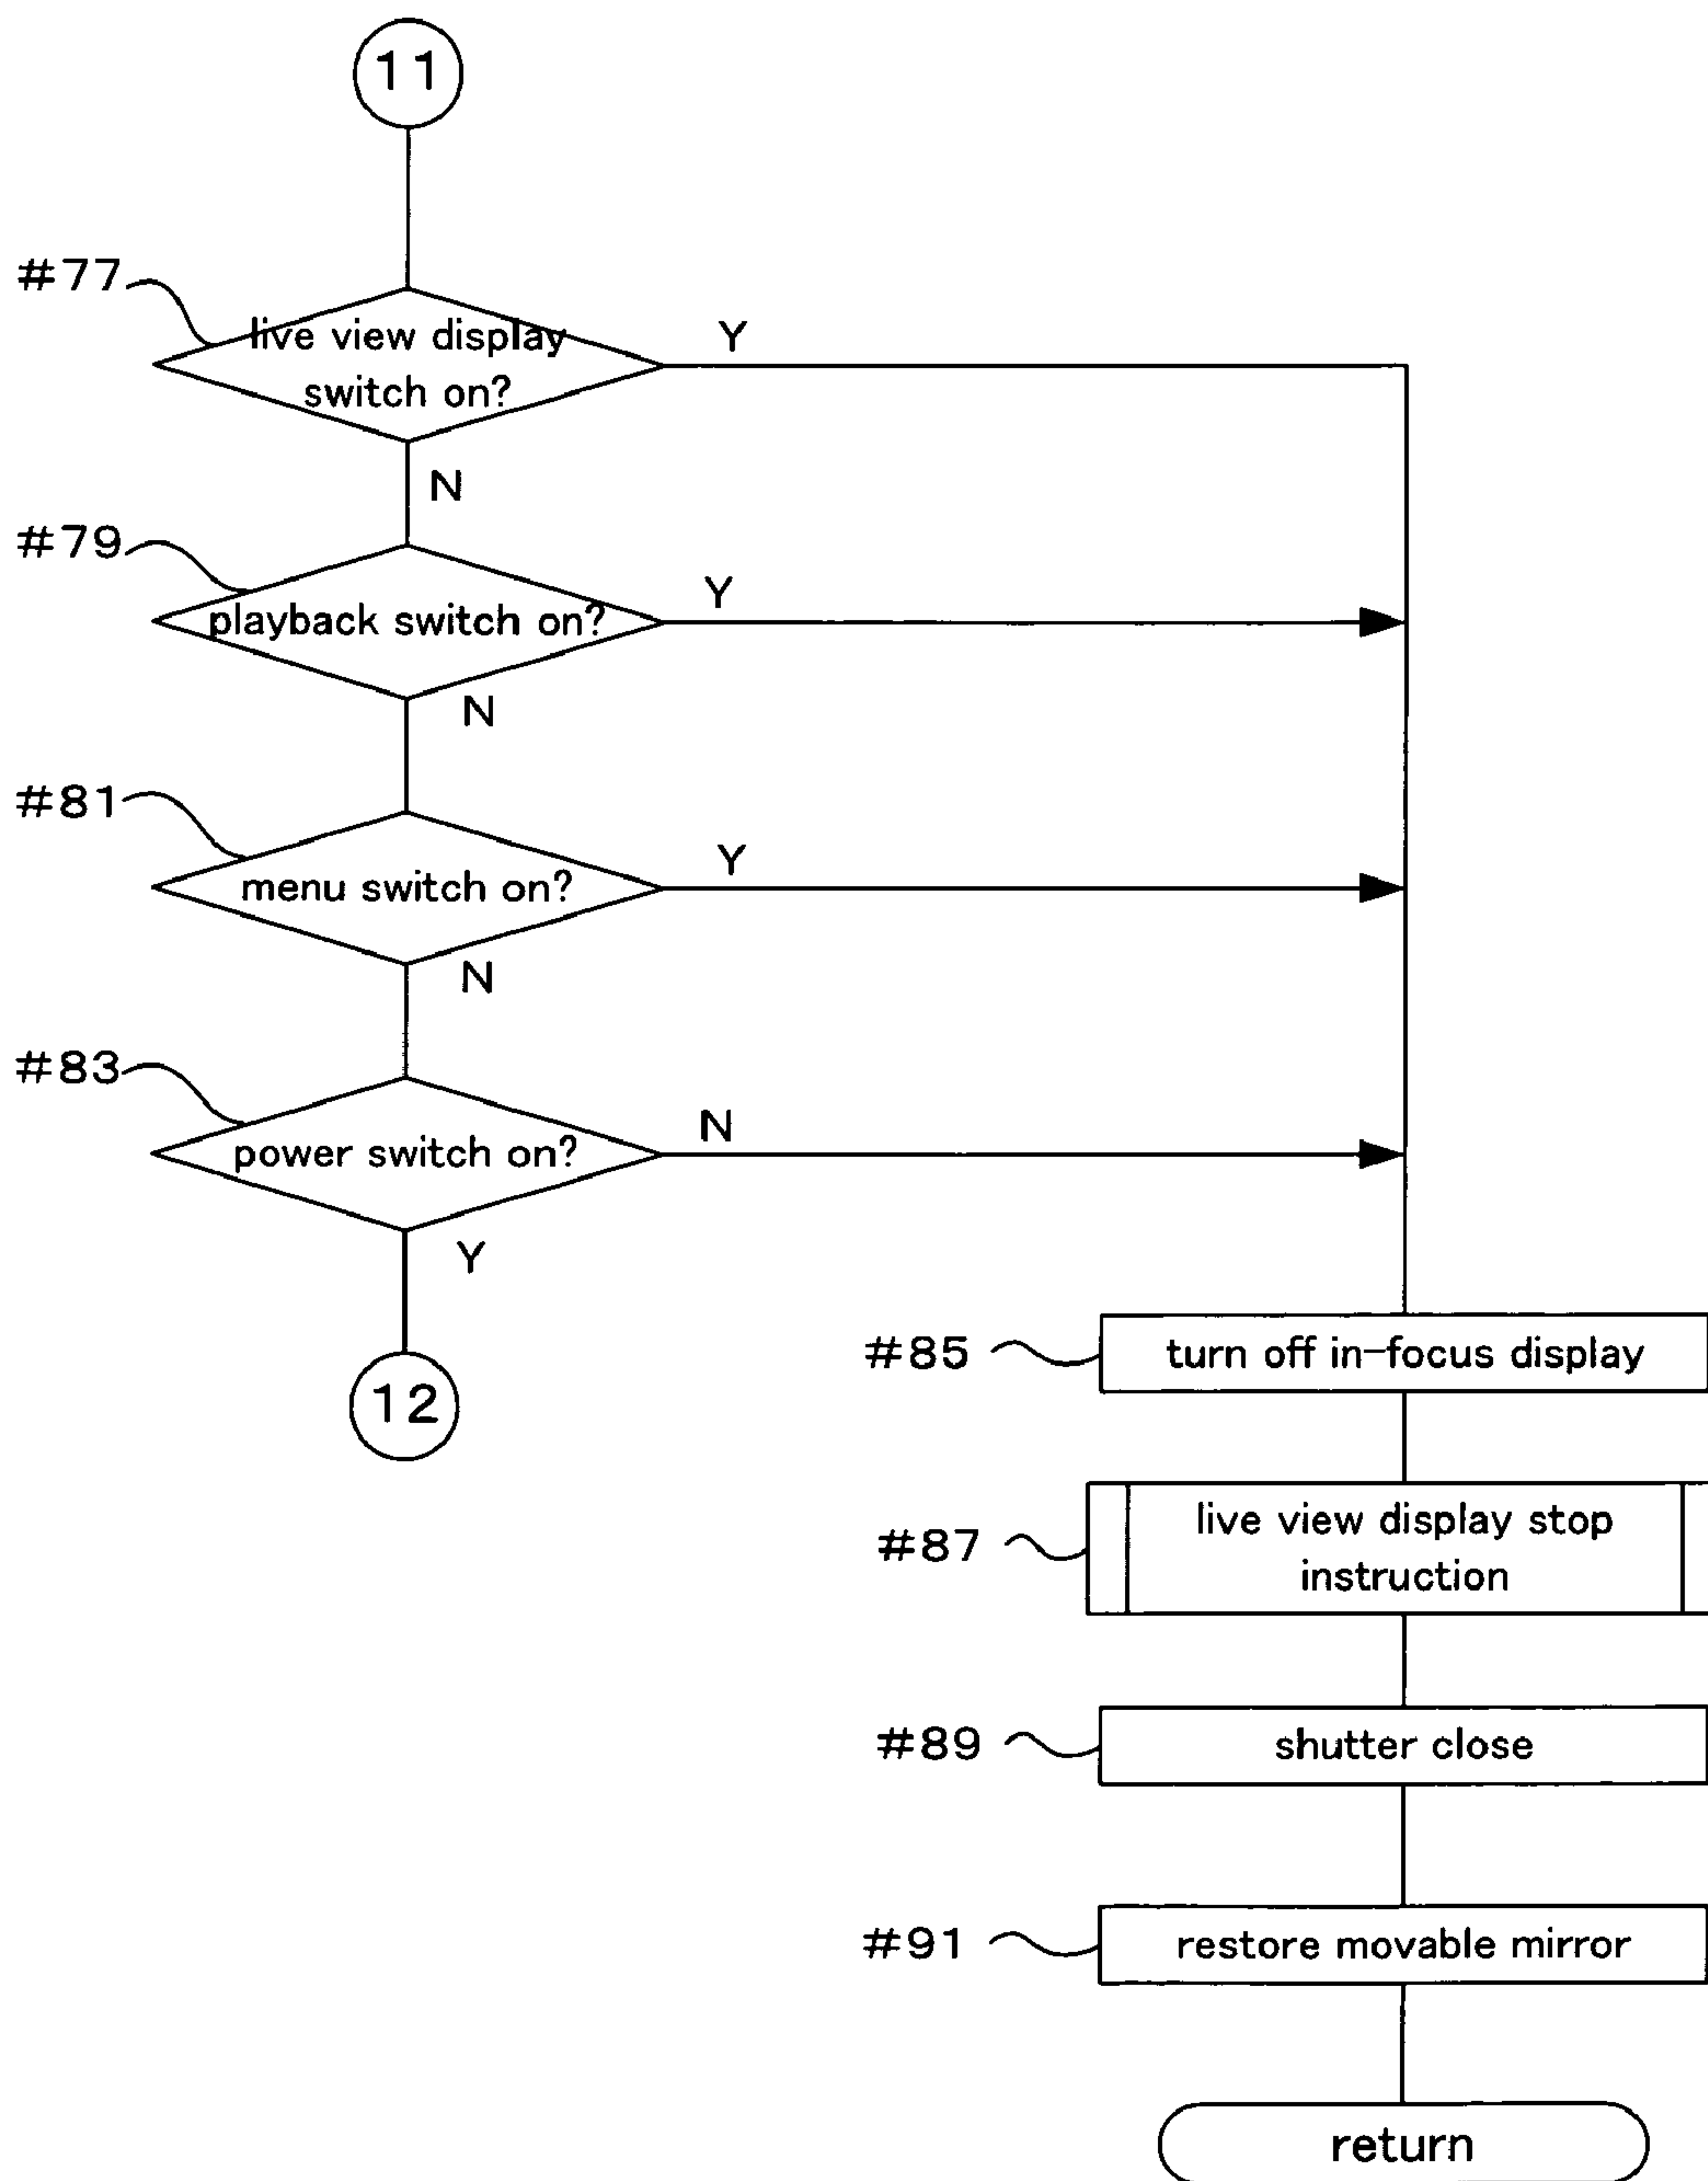 11
#77
live view display
switch on?
Y
N
#79
playback switch on?
Y
N
#81
menu switch on?
Y
N
#83
power switch on?
N
Y
12
#85
turn off in-focus display
#87
live view display stop
instruction
#89
shutter close
#91
restore movable mirror
return